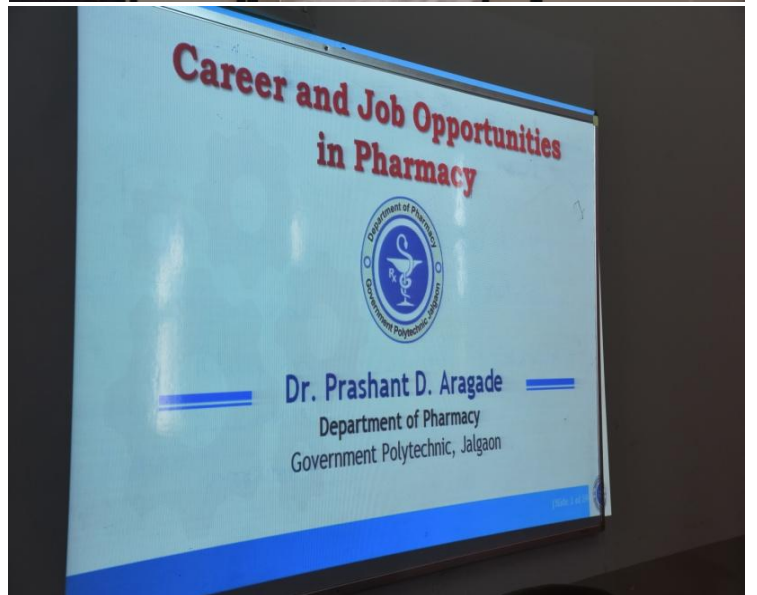 Career and Job Opportunities
in Pharmacy
Department of Pharmacy
Rx
Government Polytechnic Jalgaon
Dr. Prashant D. Aragade
Department of Pharmacy
Government Polytechnic, Jalgaon